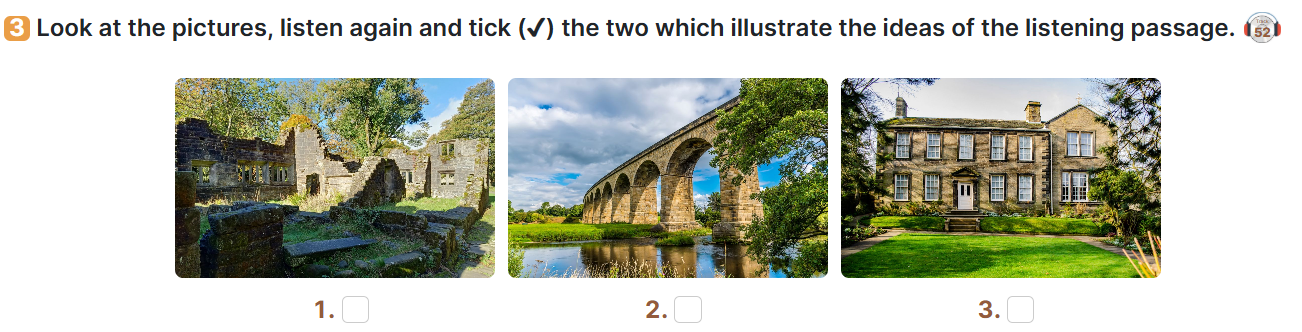 3 Look at the pictures, listen again and tick (✓) the two which illustrate the ideas of the listening passage. Track 52
1.
2.
3.